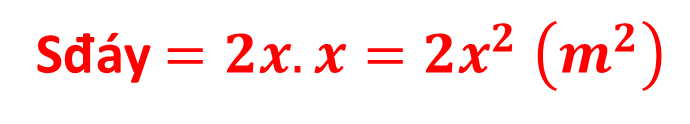 Sđáy = 2x. x = 2x² (m²)